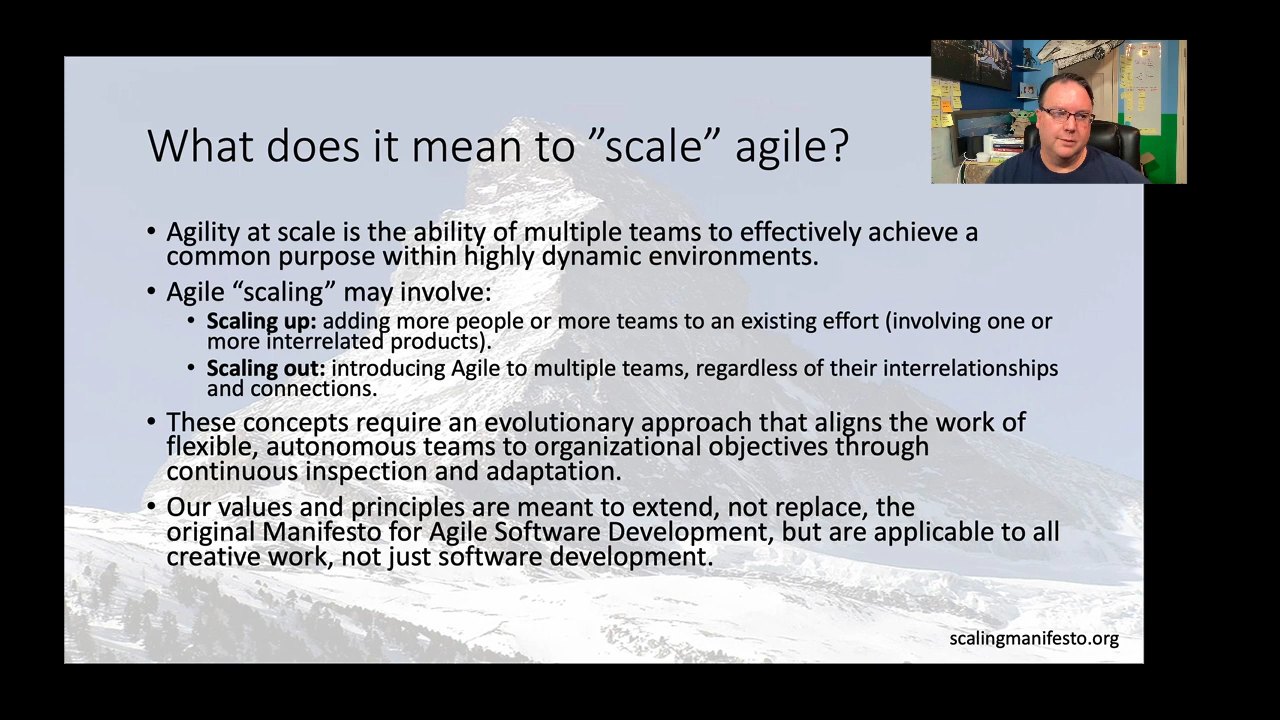 What does it mean to ”scale” agile?
• Agility at scale is the ability of multiple teams to effectively achieve a
common purpose within highly dynamic environments.
• Agile “scaling” may involve:
• Scaling up: adding more people or more teams to an existing effort (involving one or
more interrelated products).
• Scaling out: introducing Agile to multiple teams, regardless of their interrelationships
and connections.
• These concepts require an evolutionary approach that aligns the work of
flexible, autonomous teams to organizational objectives through
continuous inspection and adaptation.
• Our values and principles are meant to extend, not replace, the
original Manifesto for Agile Software Development, but are applicable to all
creative work, not just software development.
scalingmanifesto.org